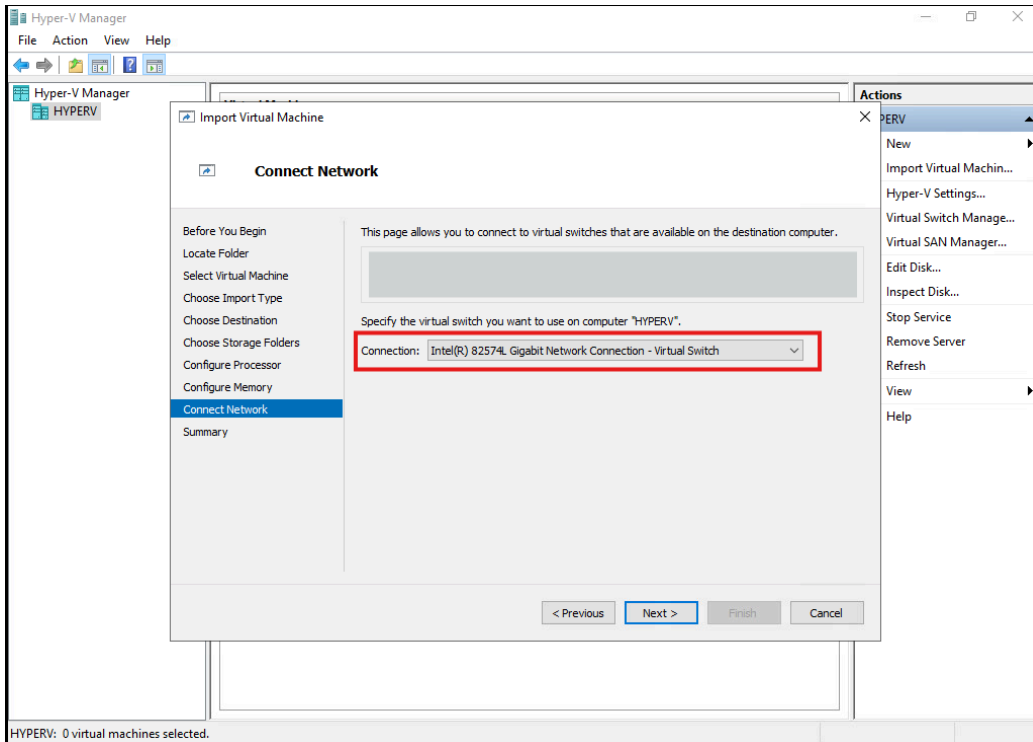 Hyper-V Manager
File Action View Help
Hyper-V Manager
HYPERV
Import Virtual Machine
Connect Network
Before You Begin
Locate Folder
Select Virtual Machine
Choose Import Type
Choose Destination
Choose Storage Folders
Configure Processor
Configure Memory
Connect Network
Summary
This page allows you to connect to virtual switches that are available on the destination computer.
Specify the virtual switch you want to use on computer "HYPERV".
Connection: Intel(R) 82574L Gigabit Network Connection - Virtual Switch
< Previous Next > Finish Cancel
Actions
PERV
New
Import Virtual Machin...
Hyper-V Settings...
Virtual Switch Manage...
Virtual SAN Manager...
Edit Disk...
Inspect Disk...
Stop Service
Remove Server
Refresh
View
Help
HYPERV: 0 virtual machines selected.